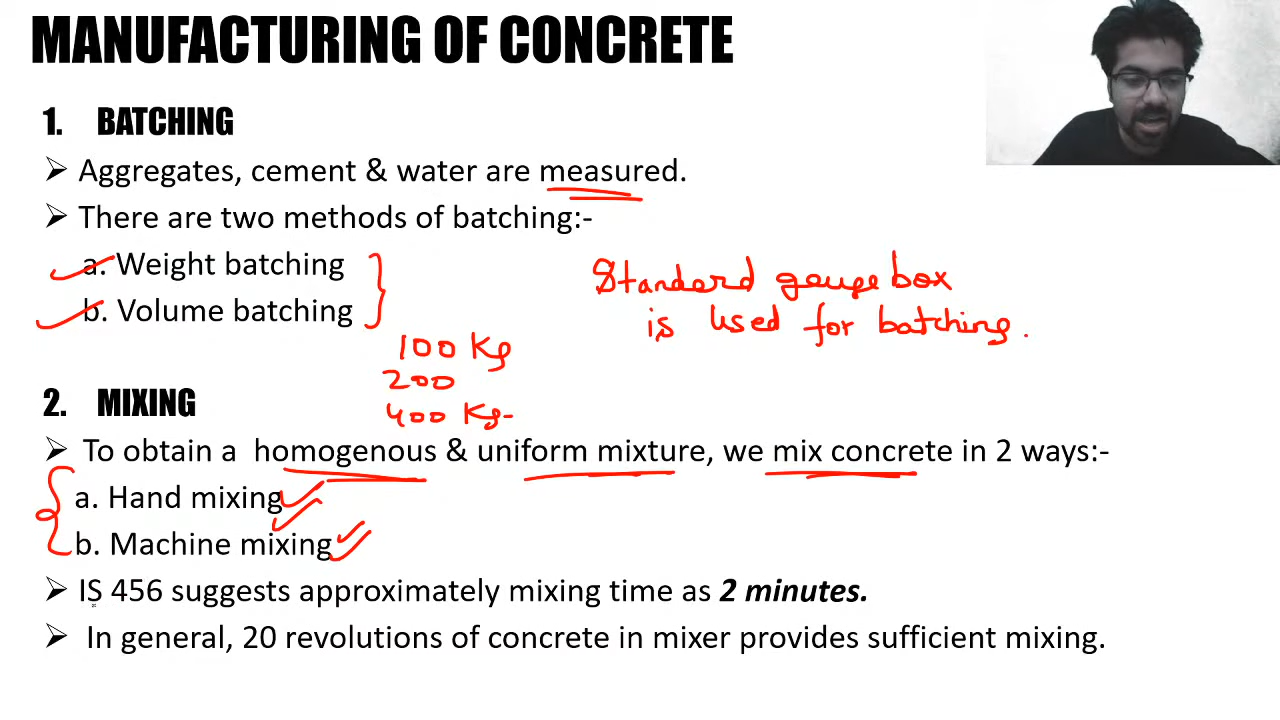 MANUFACTURING OF CONCRETE
1. BATCHING
➢ Aggregates, cement & water are measured.
➢ There are two methods of batching:-
a. Weight batching
b. Volume batching
Standard gauge box
is used for batching.
100 Kg
200
400 Kg
2. MIXING
➢ To obtain a homogenous & uniform mixture, we mix concrete in 2 ways:-
a. Hand mixing
b. Machine mixing
➢ IS 456 suggests approximately mixing time as 2 minutes.
➢ In general, 20 revolutions of concrete in mixer provides sufficient mixing.